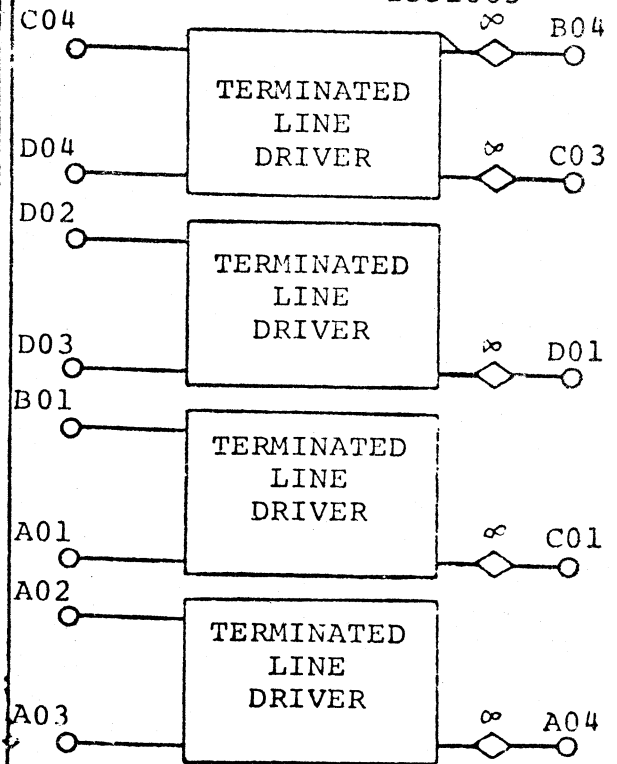 C04
TERMINATED
LINE
DRIVER
∞
B04
D04
∞
C03
D02
TERMINATED
LINE
DRIVER
D03
∞
D01
B01
TERMINATED
LINE
DRIVER
A01
∞
C01
A02
TERMINATED
LINE
DRIVER
A03
∞
A04